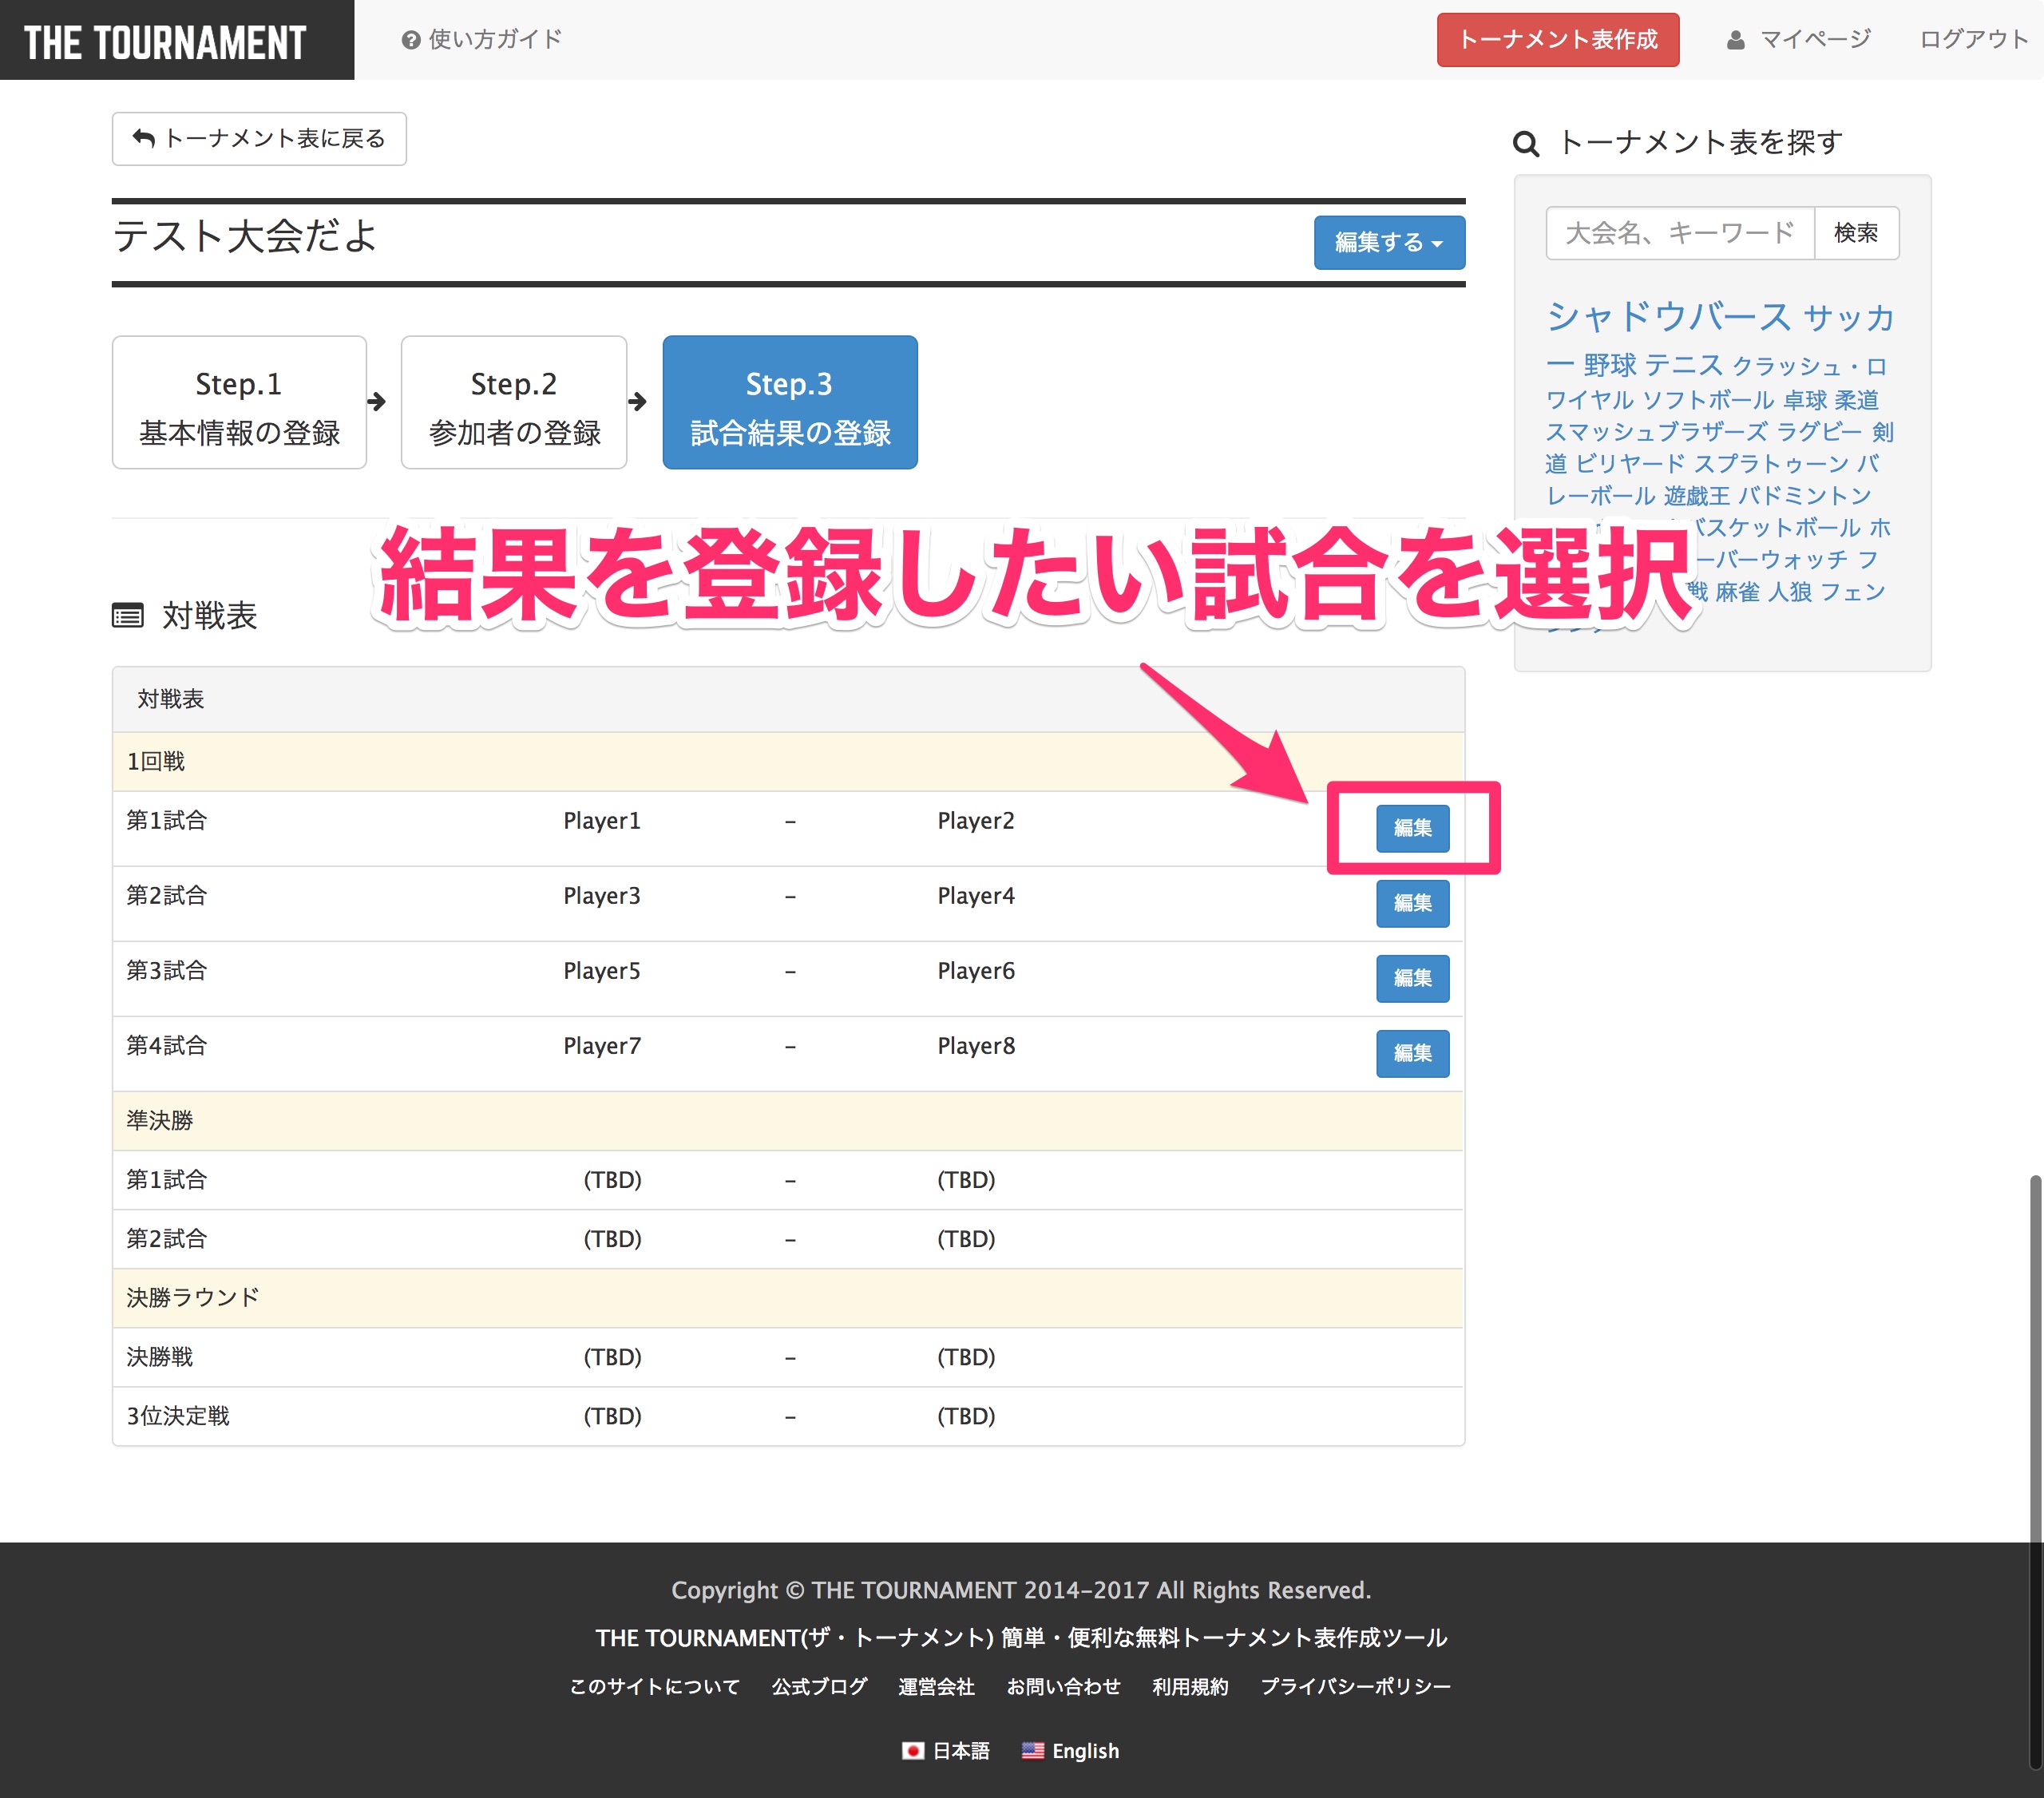 THE TOURNAMENT
使い方ガイド
トーナメント表作成
マイページ
ログアウト
トーナメント表に戻る
テスト大会だよ
編集する
Step.1
基本情報の登録
Step.2
参加者の登録
Step.3
試合結果の登録
結果を登録したい試合を選択
対戦表
対戦表
1回戦
第1試合 Player1 – Player2 編集
第2試合 Player3 – Player4 編集
第3試合 Player5 – Player6 編集
第4試合 Player7 – Player8 編集
準決勝
第1試合 (TBD) – (TBD)
第2試合 (TBD) – (TBD)
決勝ラウンド
決勝戦 (TBD) – (TBD)
3位決定戦 (TBD) – (TBD)
トーナメント表を探す
大会名、キーワード 検索
シャドウバース サッカ
ー 野球 テニス クラッシュ・ロ
ワイヤル ソフトボール 卓球 柔道
スマッシュブラザーズ ラグビー 剣
道 ビリヤード スプラトゥーン バ
レーボール 遊戯王 バドミントン
バスケットボール ホ
ーバーウォッチ フ
戦 麻雀 人狼 フェン
Copyright © THE TOURNAMENT 2014-2017 All Rights Reserved.
THE TOURNAMENT(ザ・トーナメント) 簡単・便利な無料トーナメント表作成ツール
このサイトについて 公式ブログ 運営会社 お問い合わせ 利用規約 プライバシーポリシー
日本語 English